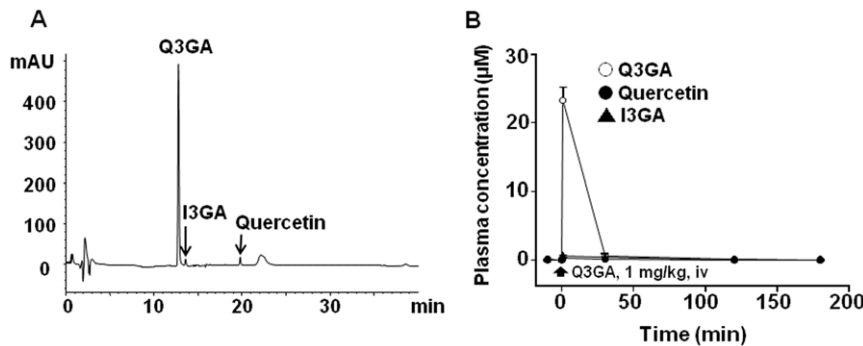 A
Q3GA
mAU
400
300
200
100
0
I3GA
Quercetin
0
10
20
30
min
B
Plasma concentration (µM)
30
20
10
0
Q3GA
Quercetin
I3GA
Q3GA, 1 mg/kg, iv
0
50
100
150
200
Time (min)